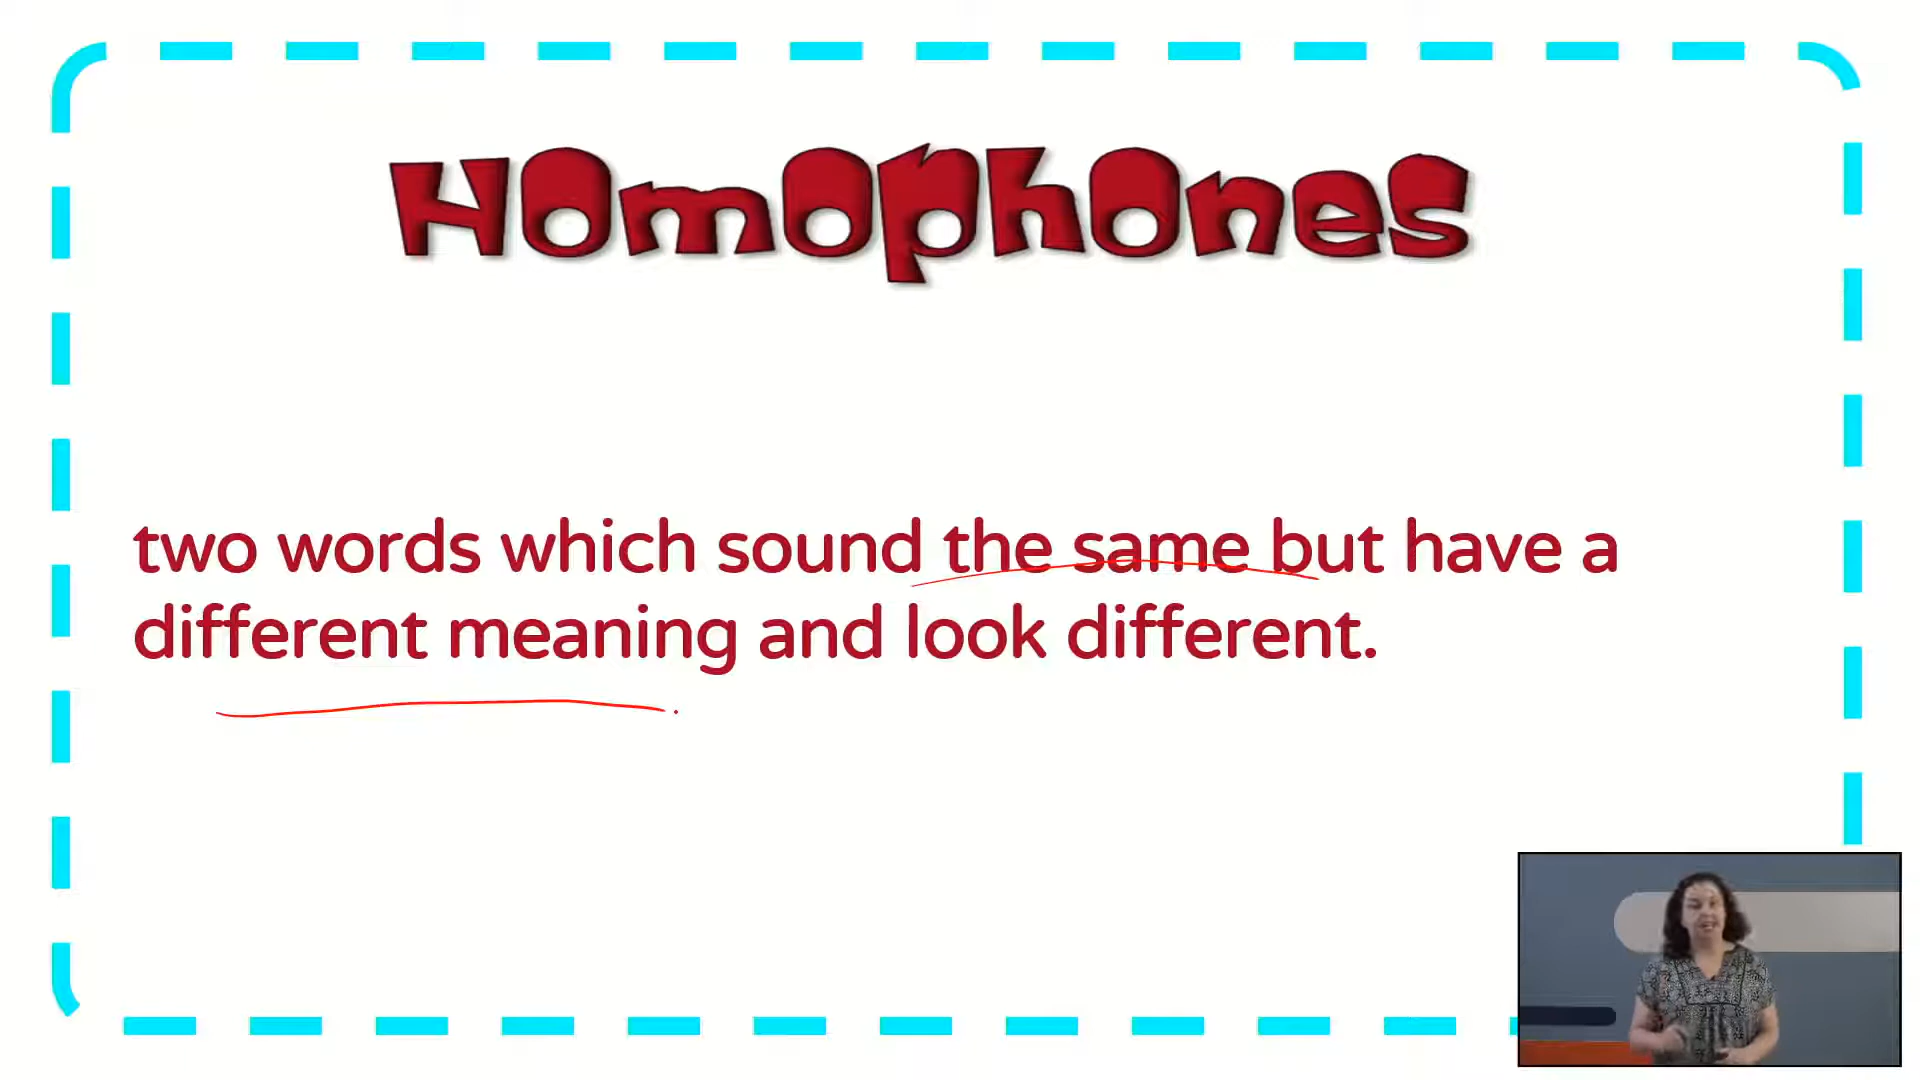 Homophones
two words which sound the same but have a
different meaning and look different.